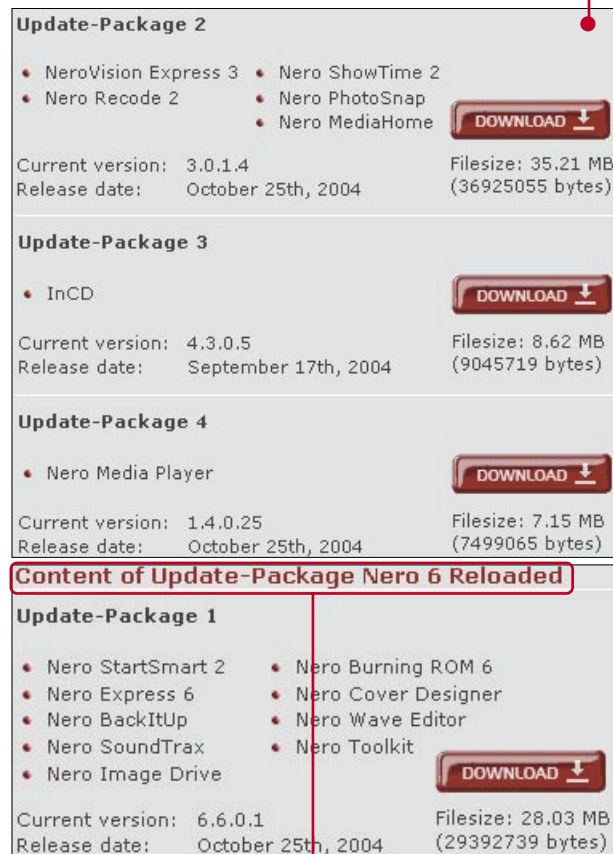 Update-Package 2
• NeroVision Express 3 • Nero ShowTime 2
• Nero Recode 2 • Nero PhotoSnap
• Nero MediaHome
DOWNLOAD
Current version: 3.0.1.4 Filesize: 35.21 MB
Release date: October 25th, 2004 (36925055 bytes)
Update-Package 3
• InCD
DOWNLOAD
Current version: 4.3.0.5 Filesize: 8.62 MB
Release date: September 17th, 2004 (9045719 bytes)
Update-Package 4
• Nero Media Player
DOWNLOAD
Current version: 1.4.0.25 Filesize: 7.15 MB
Release date: October 25th, 2004 (7499065 bytes)
Content of Update-Package Nero 6 Reloaded
Update-Package 1
• Nero StartSmart 2 • Nero Burning ROM 6
• Nero Express 6 • Nero Cover Designer
• Nero BackItUp • Nero Wave Editor
• Nero SoundTrax • Nero Toolkit
• Nero Image Drive
DOWNLOAD
Current version: 6.6.0.1 Filesize: 28.03 MB
Release date: October 25th, 2004 (29392739 bytes)